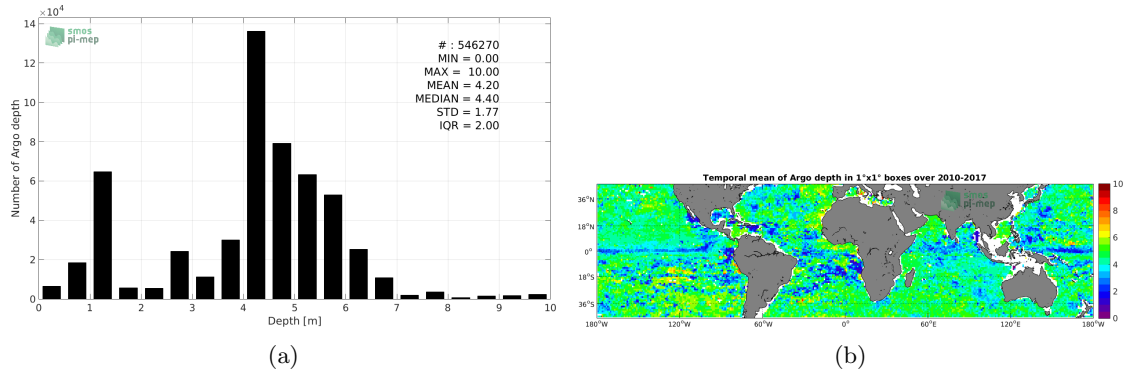 ×10⁴
14
12
10
8
6
4
2
0
Number of Argo depth
smos
pi-mep
# : 546270
MIN = 0.00
MAX = 10.00
MEAN = 4.20
MEDIAN = 4.40
STD = 1.77
IQR = 2.00
0 1 2 3 4 5 6 7 8 9 10
Depth [m]
(a)
Temporal mean of Argo depth in 1°x1° boxes over 2010-2017
smos
pi-mep
36°N
18°N
0°
18°S
36°S
180°W 120°W 60°W 0° 60°E 120°E 180°W
10
8
6
4
2
0
(b)